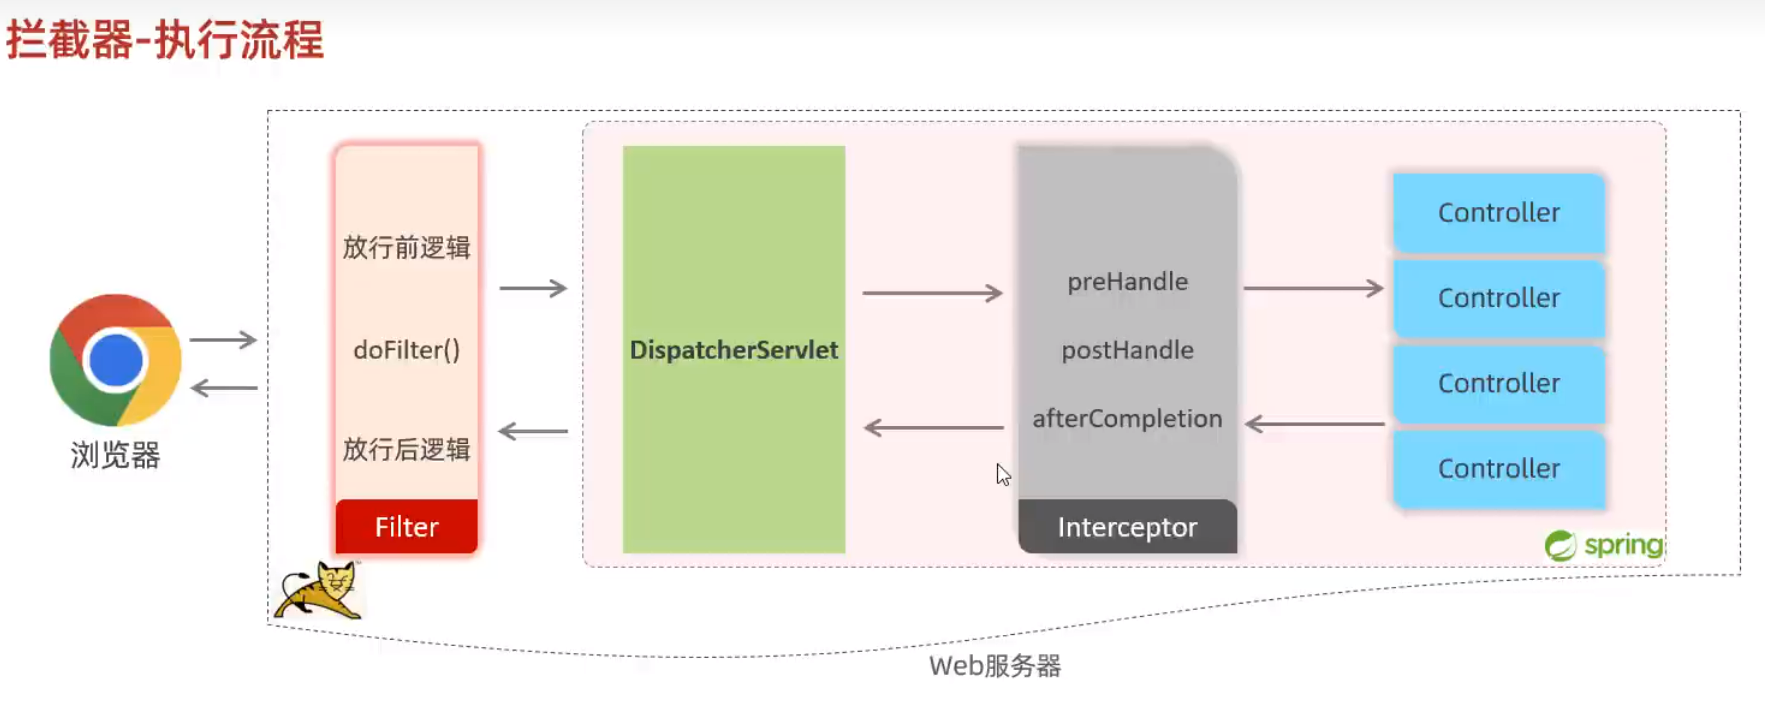 拦截器-执行流程
放行前逻辑
doFilter()
放行后逻辑
Filter
DispatcherServlet
preHandle
postHandle
afterCompletion
Interceptor
Controller
Controller
Controller
Controller
spring
浏览器
Web服务器